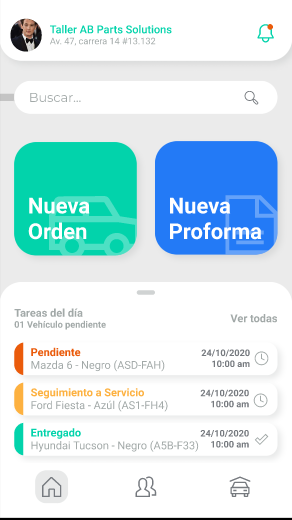 Taller AB Parts Solutions
Av. 47, carrera 14 #13.132
Buscar...
Nueva
Orden
Nueva
Proforma
Tareas del día
01 Vehículo pendiente
Ver todas
Pendiente
Mazda 6 - Negro (ASD-FAH)
24/10/2020
10:00 am
Seguimiento a Servicio
Ford Fiesta - Azúl (AS1-FH4)
24/10/2020
10:00 am
Entregado
Hyundai Tucson - Negro (A5B-F33)
24/10/2020
10:00 am